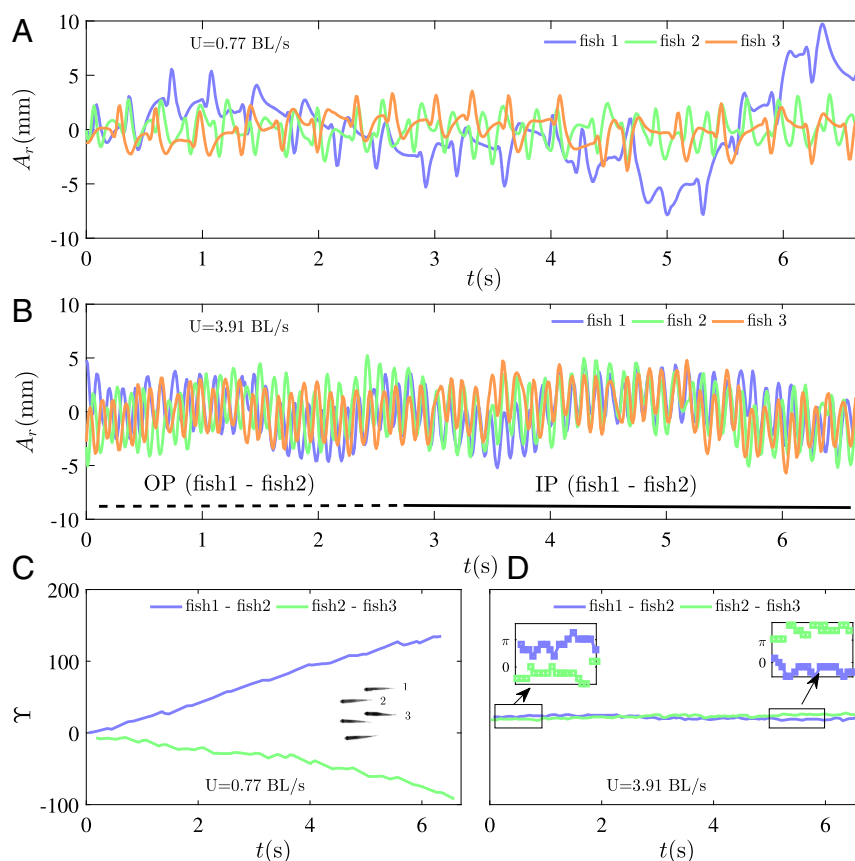 A
U=0.77 BL/s
fish 1 fish 2 fish 3
10
5
0
-5
-10
A_r(mm)
0 1 2 3 4 5 6
t(s)
B
U=3.91 BL/s
fish 1 fish 2 fish 3
10
5
0
-5
-10
A_r(mm)
OP (fish1 - fish2)
IP (fish1 - fish2)
0 1 2 3 4 5 6
t(s)
C
fish1 - fish2 fish2 - fish3
200
100
0
-100
Υ
1
2
3
U=0.77 BL/s
0 2 4 6
t(s)
D
fish1 - fish2 fish2 - fish3
π
0
π
0
U=3.91 BL/s
0 2 4 6
t(s)